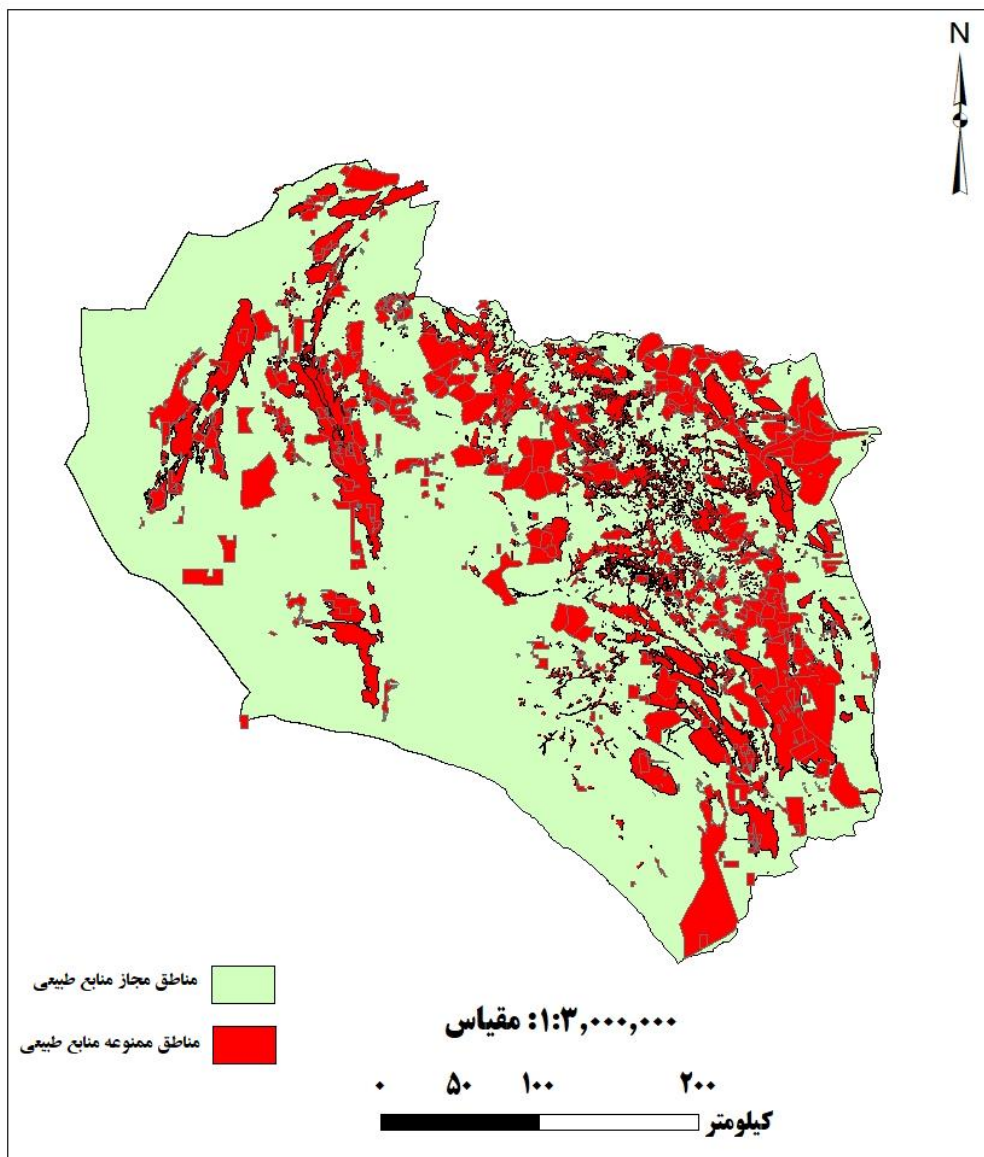 N
مناطق مجاز منابع طبیعی
مناطق ممنوعه منابع طبیعی
مقیاس :۱:۳,۰۰۰,۰۰۰
۰ ۵۰ ۱۰۰ ۲۰۰
کیلومتر